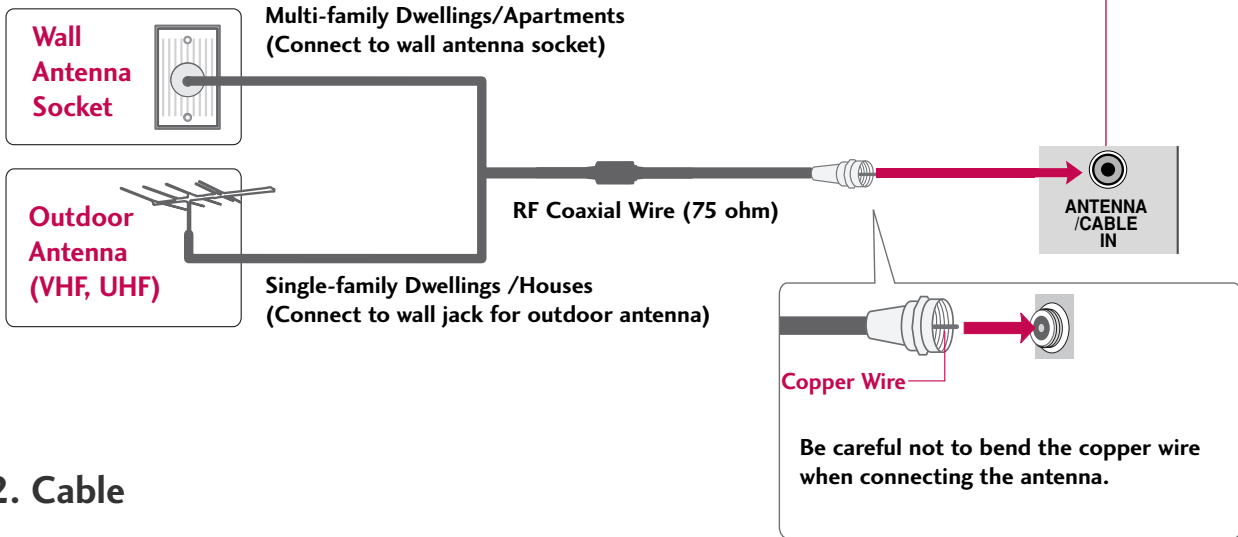 Wall
Antenna
Socket
Multi-family Dwellings/Apartments
(Connect to wall antenna socket)
Outdoor
Antenna
(VHF, UHF)
RF Coaxial Wire (75 ohm)
Single-family Dwellings /Houses
(Connect to wall jack for outdoor antenna)
ANTENNA
/CABLE
IN
Copper Wire
Be careful not to bend the copper wire
when connecting the antenna.
2. Cable